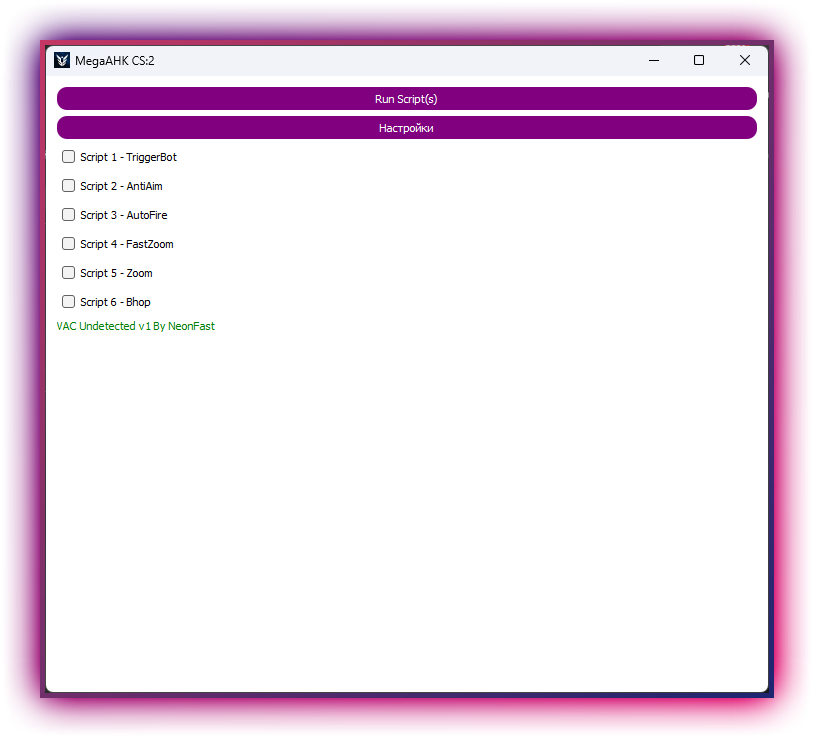 MegaAHK CS:2
Run Script(s)
Настройки
Script 1 - TriggerBot
Script 2 - AntiAim
Script 3 - AutoFire
Script 4 - FastZoom
Script 5 - Zoom
Script 6 - Bhop
VAC Undetected v1 By NeonFast